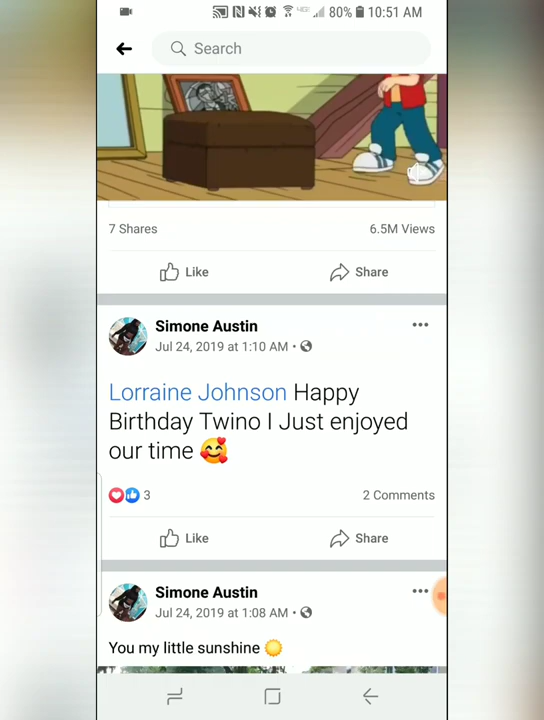 80% 10:51 AM
Search
7 Shares 6.5M Views
Like Share
Simone Austin
Jul 24, 2019 at 1:10 AM
Lorraine Johnson Happy
Birthday Twino I Just enjoyed
our time 🥰
3 2 Comments
Like Share
Simone Austin
Jul 24, 2019 at 1:08 AM
You my little sunshine 🌞